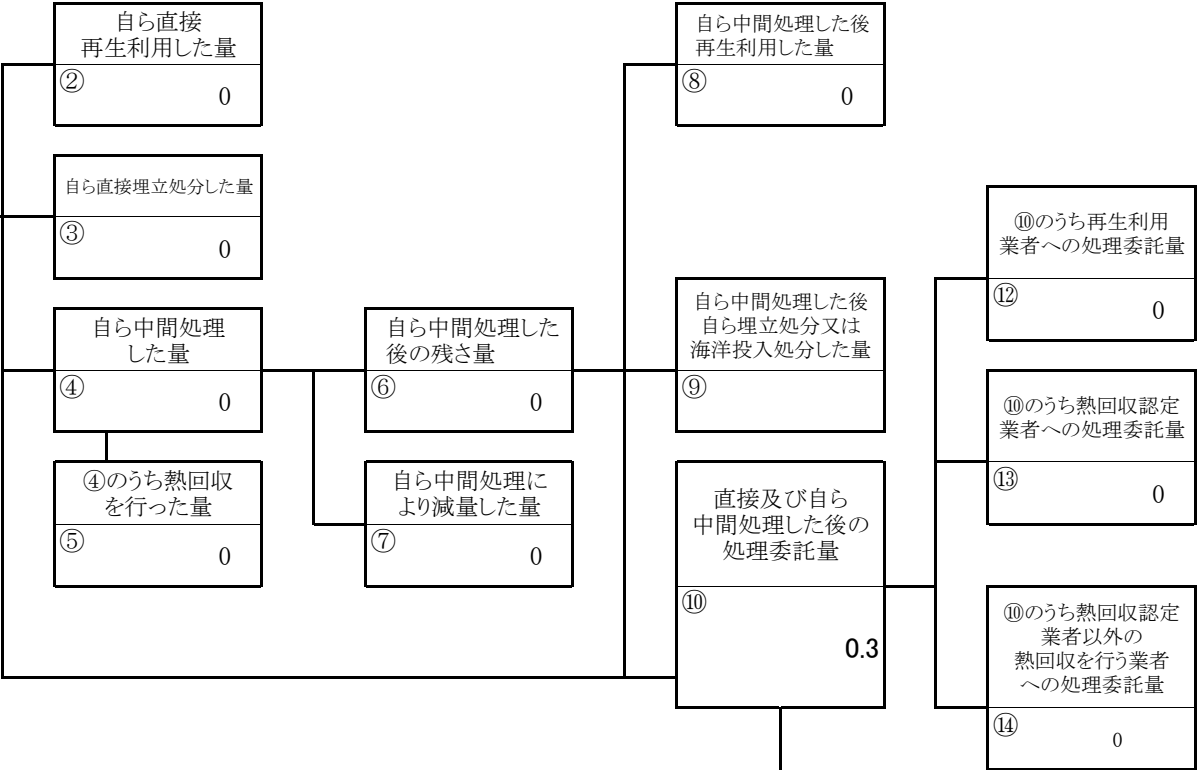 自ら直接
再生利用した量
②
0
自ら直接埋立処分した量
③
0
自ら中間処理
した量
④
0
④のうち熱回収
を行った量
⑤
0
自ら中間処理した
後の残さ量
⑥
0
自ら中間処理に
より減量した量
⑦
0
自ら中間処理した後
再生利用した量
⑧
0
自ら中間処理した後
自ら埋立処分又は
海洋投入処分した量
⑨
直接及び自ら
中間処理した後の
処理委託量
⑩
0.3
⑩のうち再生利用
業者への処理委託量
⑫
0
⑩のうち熱回収認定
業者への処理委託量
⑬
0
⑩のうち熱回収認定
業者以外の
熱回収を行う業者
への処理委託量
⑭
0